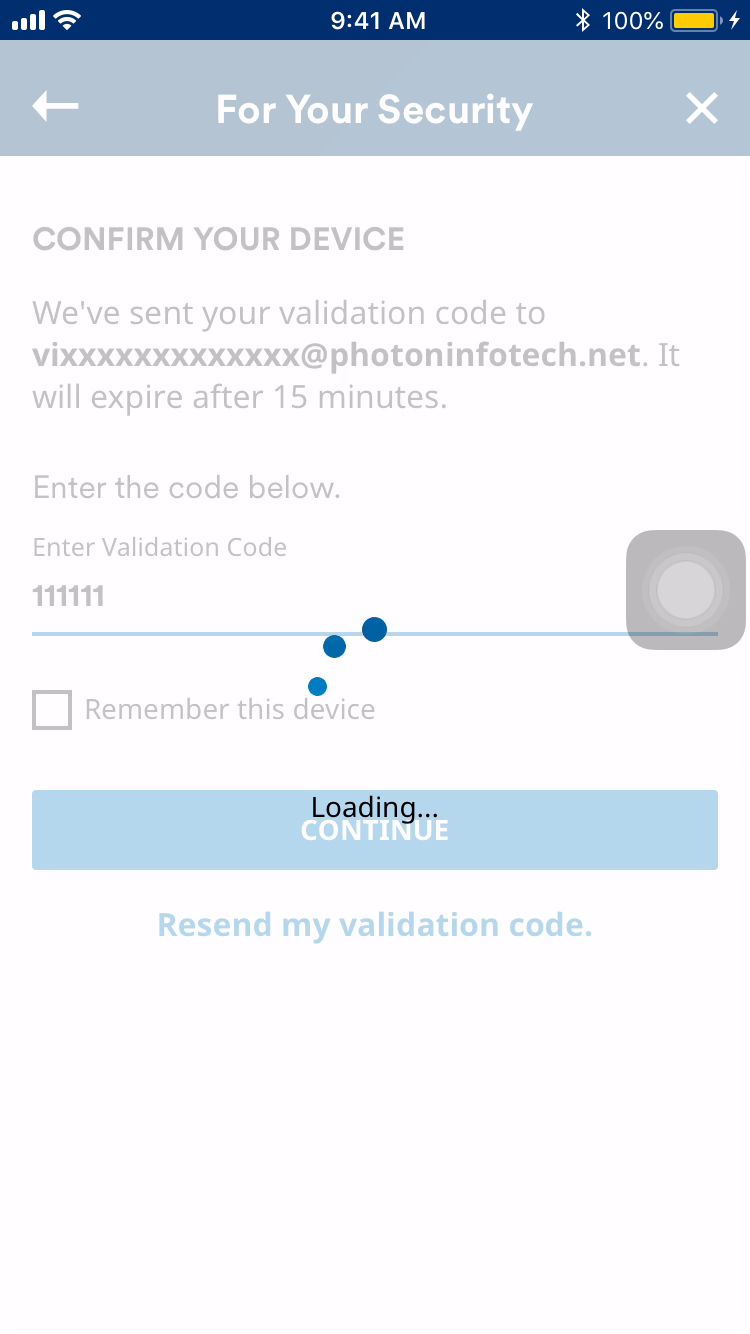 9:41 AM
100%
For Your Security
CONFIRM YOUR DEVICE
We've sent your validation code to
vixxxxxxxxxxxxx@photoninfotech.net. It
will expire after 15 minutes.
Enter the code below.
Enter Validation Code
111111
Remember this device
Loading...
CONTINUE
Resend my validation code.